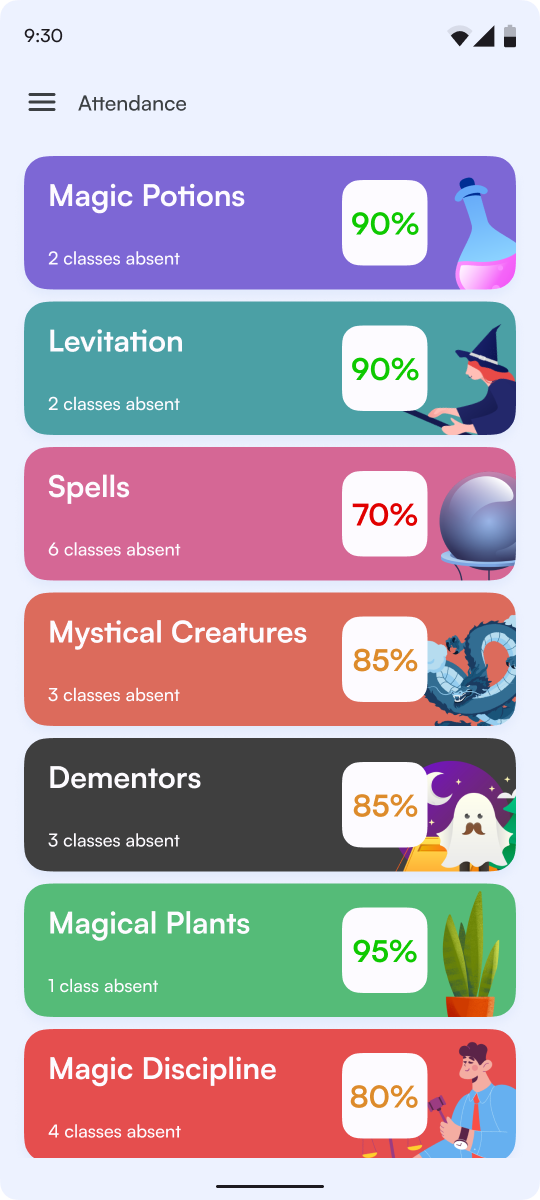 9:30
Attendance
Magic Potions
90%
2 classes absent
Levitation
90%
2 classes absent
Spells
70%
6 classes absent
Mystical Creatures
85%
3 classes absent
Dementors
85%
3 classes absent
Magical Plants
95%
1 class absent
Magic Discipline
80%
4 classes absent